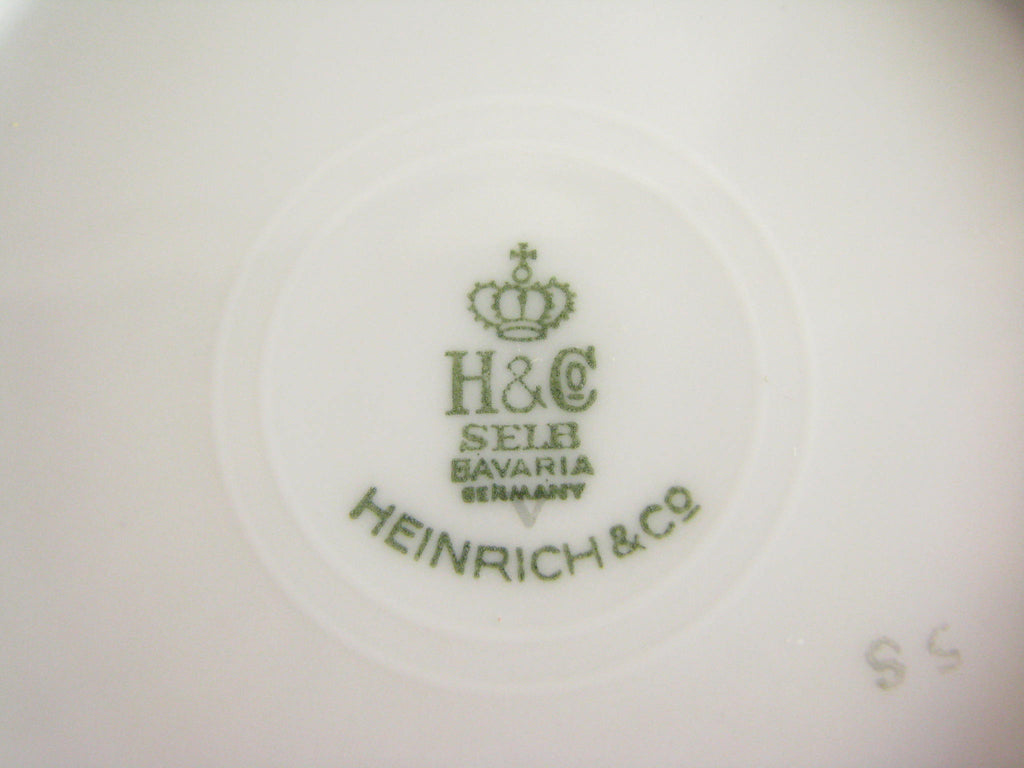 H&Cº
SELB
BAVARIA
GERMANY
HEINRICH & Cº
S S